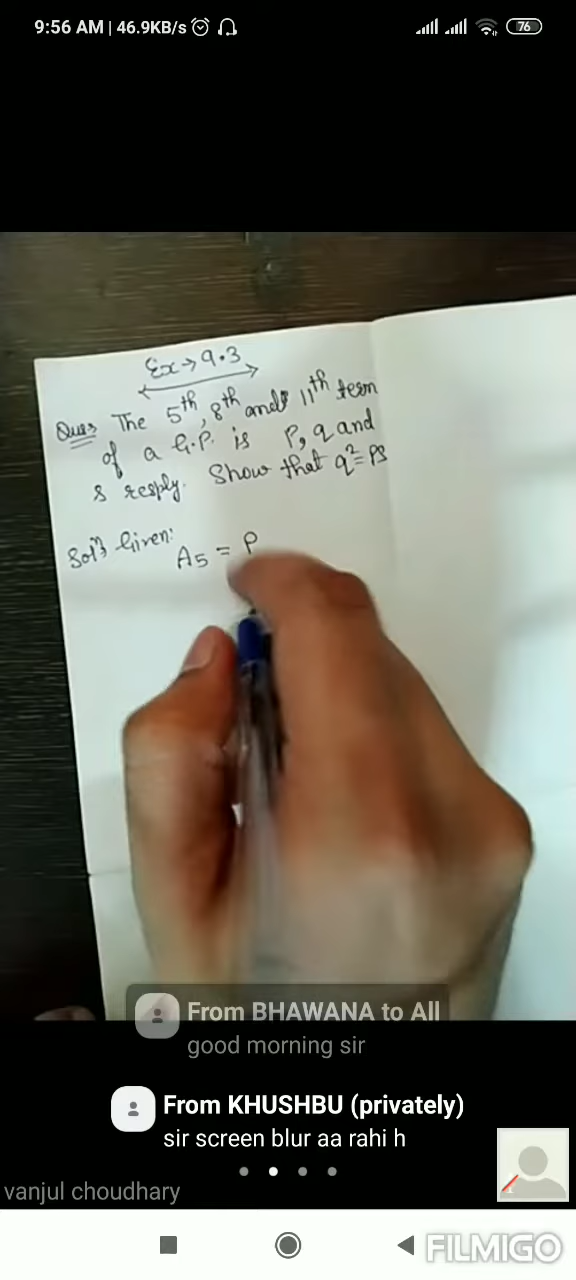 9:56 AM | 46.9KB/s
76
Ex→9.3
Ques The 5th, 8th and 11th term
of a G.P. is P, q and
s resply. Show that q²=PS
Soln Given:
A5 = P
From BHAWANA to All
good morning sir
From KHUSHBU (privately)
sir screen blur aa rahi h
vanjul choudhary
FILMIGO